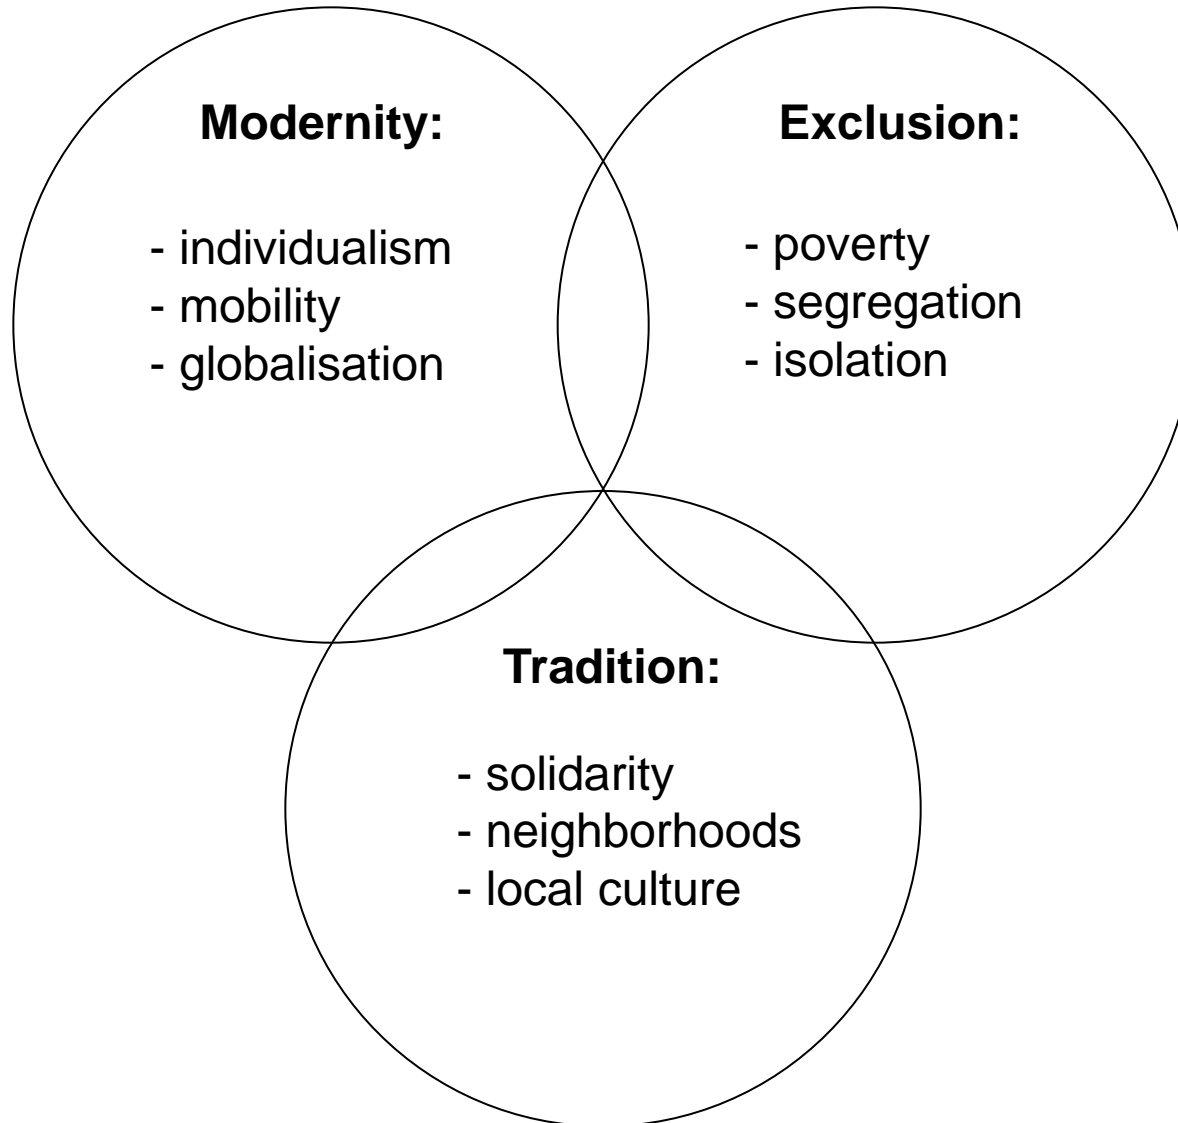 Modernity:
- individualism
- mobility
- globalisation
Exclusion:
- poverty
- segregation
- isolation
Tradition:
- solidarity
- neighborhoods
- local culture